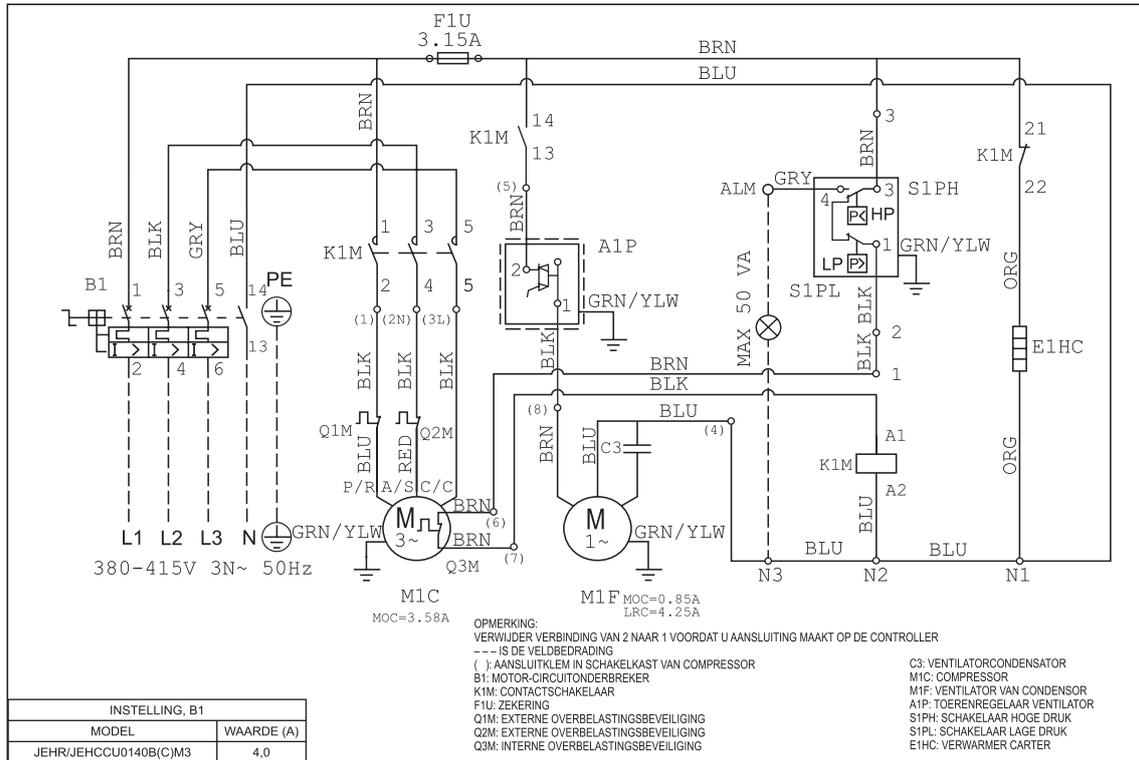 F1U
3.15A
BRN
BLU
BRN
K1M
14
13
3
BRN
21
K1M
22
(5)
BRN
ALM
GRY
4
3
S1PH
P<
HP
1
LP
P>
GRN/YLW
S1PL
BRN
BLK
GRY
BLU
PE
B1
1
3
5
14
13
2
4
6
K1M
1
3
5
2
4
5
(1)
(2N)
(3L)
BLK
BLK
BLK
A1P
2
1
GRN/YLW
BLK
MAX 50 VA
BLK
BLK
2
1
ORG
E1HC
ORG
BRN
BLK
(8)
BLU
(4)
Q1M
Q2M
BLU
RED
P/R
A/S
C/C
BRN
BLU
C3
A1
K1M
A2
BLU
M
3~
GRN/YLW
BRN
(6)
BRN
(7)
Q3M
M
1~
GRN/YLW
BLU
BLU
N3
N2
N1
L1
L2
L3
N
380-415V 3N~ 50Hz
M1C
MOC=3.58A
M1F
MOC=0.85A
LRC=4.25A
OPMERKING:
VERWIJDER VERBINDING VAN 2 NAAR 1 VOORDAT U AANSLUITING MAAKT OP DE CONTROLLER
--- IS DE VELDBEDRADING
( ): AANSLUITKLEM IN SCHAKELKAST VAN COMPRESSOR
B1: MOTOR-CIRCUITONDERBREKER
K1M: CONTACTSCHAKELAAR
F1U: ZEKERING
Q1M: EXTERNE OVERBELASTINGSBEVEILIGING
Q2M: EXTERNE OVERBELASTINGSBEVEILIGING
Q3M: INTERNE OVERBELASTINGSBEVEILIGING
C3: VENTILATORCONDENSATOR
M1C: COMPRESSOR
M1F: VENTILATOR VAN CONDENSOR
A1P: TOERENREGELAAR VENTILATOR
S1PH: SCHAKELAAR HOGE DRUK
S1PL: SCHAKELAAR LAGE DRUK
E1HC: VERWARMER CARTER
INSTELLING, B1
MODEL
WAARDE (A)
JEHR/JEHCCU0140B(C)M3
4,0